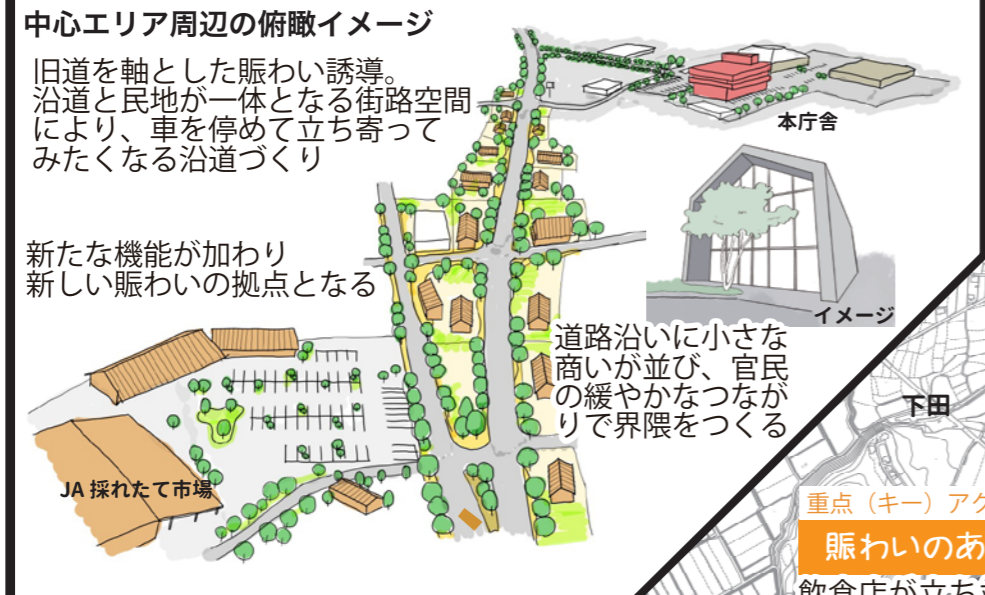 中心エリア周辺の俯瞰イメージ
旧道を軸とした賑わい誘導。
沿道と民地が一体となる街路空間
により、車を停めて立ち寄って
みたくなる沿道づくり
本庁舎
新たな機能が加わり
新しい賑わいの拠点となる
イメージ
道路沿いに小さな
商いが並び、官民
の緩やかなつなが
りで界隈をつくる
JA 採れたて市場
下田
重点（キー）アク
賑わいのあ
飲食店が立ち